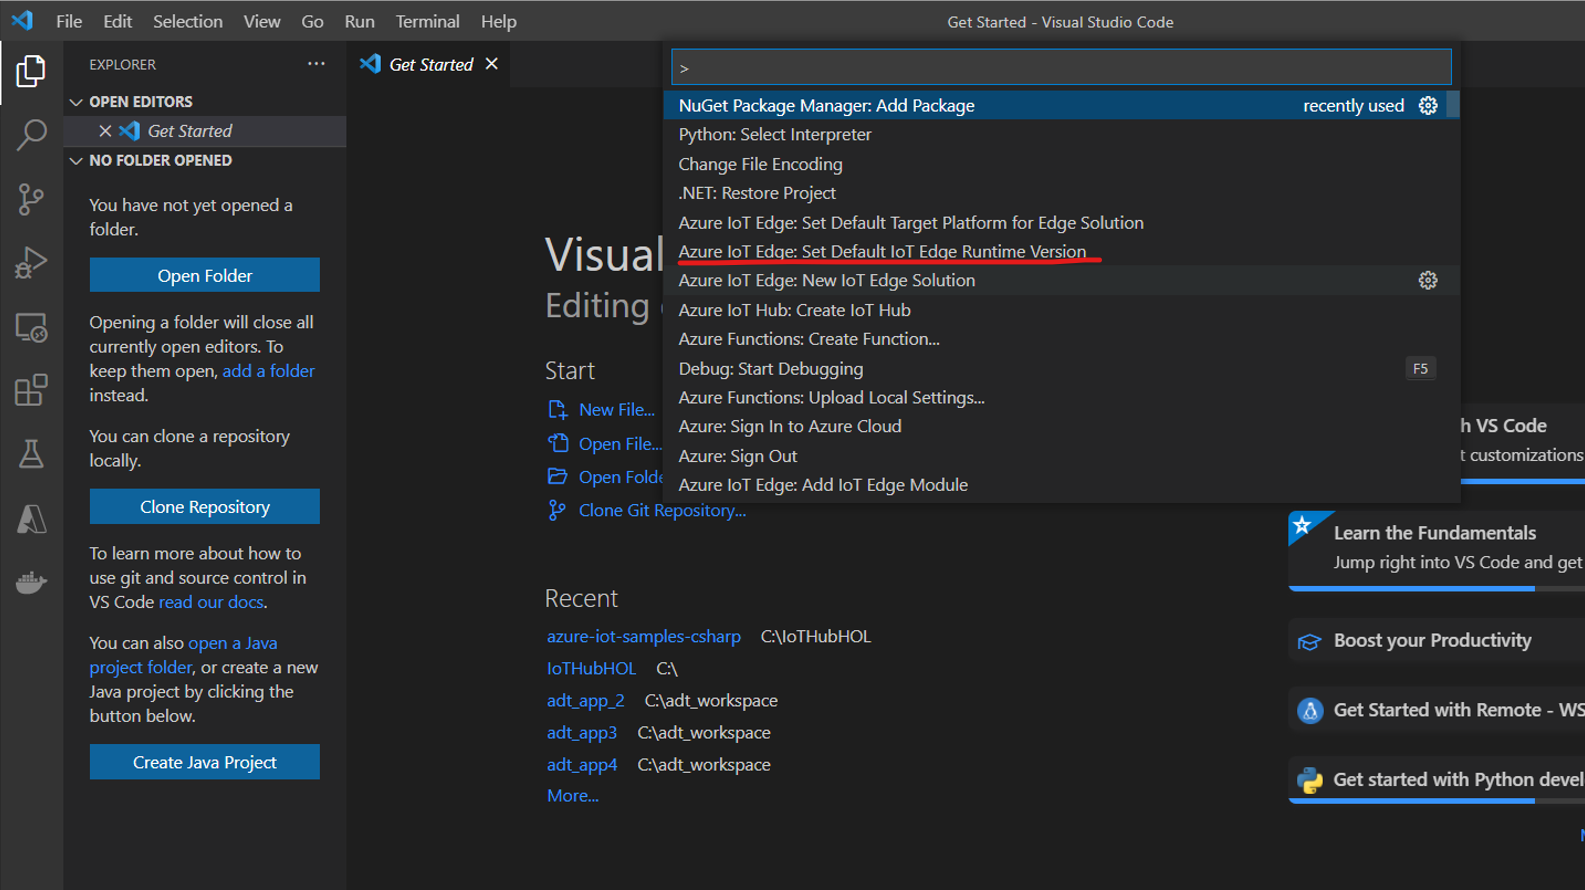 File Edit Selection View Go Run Terminal Help
Get Started - Visual Studio Code
EXPLORER
Get Started
OPEN EDITORS
Get Started
NO FOLDER OPENED
You have not yet opened a
folder.
Open Folder
Opening a folder will close all
currently open editors. To
keep them open, add a folder
instead.
You can clone a repository
locally.
Clone Repository
To learn more about how to
use git and source control in
VS Code read our docs.
You can also open a Java
project folder, or create a new
Java project by clicking the
button below.
Create Java Project
>
NuGet Package Manager: Add Package recently used
Python: Select Interpreter
Change File Encoding
.NET: Restore Project
Azure IoT Edge: Set Default Target Platform for Edge Solution
Azure IoT Edge: Set Default IoT Edge Runtime Version
Azure IoT Edge: New IoT Edge Solution
Azure IoT Hub: Create IoT Hub
Azure Functions: Create Function...
Debug: Start Debugging F5
Azure Functions: Upload Local Settings...
Azure: Sign In to Azure Cloud
Azure: Sign Out
Azure IoT Edge: Add IoT Edge Module
Visual
Editing
Start
New File...
Open File...
Open Folde
Clone Git Repository...
Recent
azure-iot-samples-csharp C:\IoTHubHOL
IoTHubHOL C:\
adt_app_2 C:\adt_workspace
adt_app3 C:\adt_workspace
adt_app4 C:\adt_workspace
More...
h VS Code
t customizations
Learn the Fundamentals
Jump right into VS Code and get
Boost your Productivity
Get Started with Remote - WS
Get started with Python devel